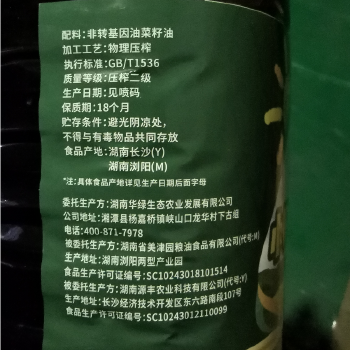 配料：非转基因油菜籽油
加工工艺：物理压榨
执行标准：GB/T1536
质量等级：压榨二级
生产日期：见喷码
保质期：18个月
贮存条件：避光阴凉处，
不得与有毒物品共同存放
食品产地：湖南长沙(Y)
湖南浏阳(M)
*注：具体食品产地详见生产日期后面字母
委托生产方：湖南华绿生态农业发展有限公司
公司地址：湘潭县杨嘉桥镇峡山口龙华村下古组
电话:400-871-7978
被委托生产方：湖南省美津园粮油食品有限公司(代号:M)
生产地址：湖南浏阳两型产业园
食品生产许可证编号：SC10243018101514
被委托生产方：湖南源丰农业科技有限公司(代号:Y)
生产地址：长沙经济技术开发区东六路南段107号
食品生产许可证编号：SC10243012110099